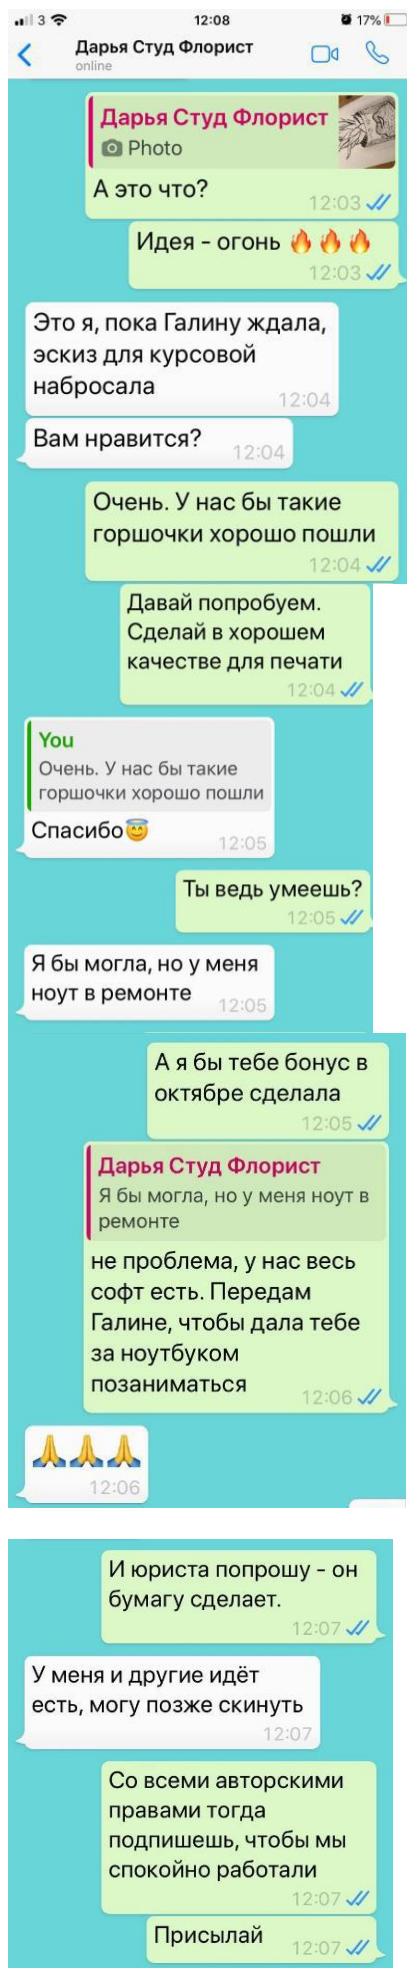 3
12:08
17%
Дарья Студ Флорист
online
Дарья Студ Флорист
Photo
А это что?
12:03
Идея - огонь 🔥🔥🔥
12:03
Это я, пока Галину ждала,
эскиз для курсовой
набросала
12:04
Вам нравится?
12:04
Очень. У нас бы такие
горшочки хорошо пошли
12:04
Давай попробуем.
Сделай в хорошем
качестве для печати
12:04
You
Очень. У нас бы такие
горшочки хорошо пошли
Спасибо😇
12:05
Ты ведь умеешь?
12:05
Я бы могла, но у меня
ноут в ремонте
12:05
А я бы тебе бонус в
октябре сделала
12:05
Дарья Студ Флорист
Я бы могла, но у меня ноут в
ремонте
не проблема, у нас весь
софт есть. Передам
Галине, чтобы дала тебе
за ноутбуком
позаниматься
12:06
🙏🙏🙏
12:06
И юриста попрошу - он
бумагу сделает.
12:07
У меня и другие идёт
есть, могу позже скинуть
12:07
Со всеми авторскими
правами тогда
подпишешь, чтобы мы
спокойно работали
12:07
Присылай
12:07